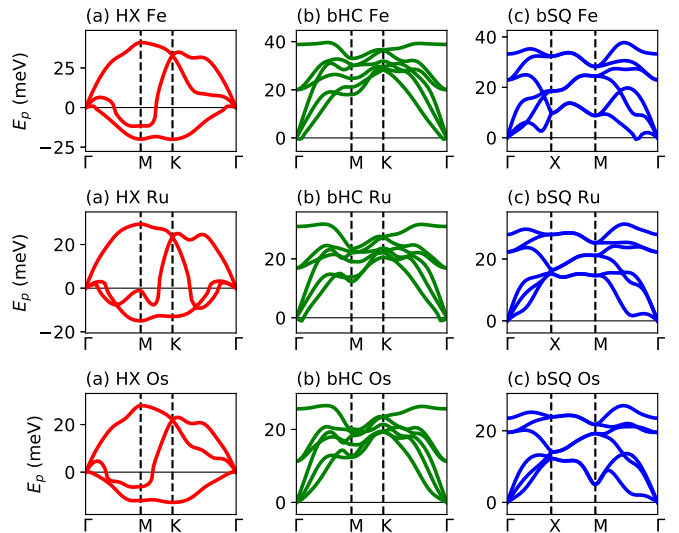 (a) HX Fe (b) bHC Fe (c) bSQ Fe
E_p (meV)
25
0
−25
Γ M K Γ
40
20
0
Γ M K Γ
40
20
0
Γ X M Γ
(a) HX Ru (b) bHC Ru (c) bSQ Ru
E_p (meV)
20
0
−20
Γ M K Γ
20
0
Γ M K Γ
20
0
Γ X M Γ
(a) HX Os (b) bHC Os (c) bSQ Os
E_p (meV)
20
0
Γ M K Γ
20
0
Γ M K Γ
20
0
Γ X M Γ